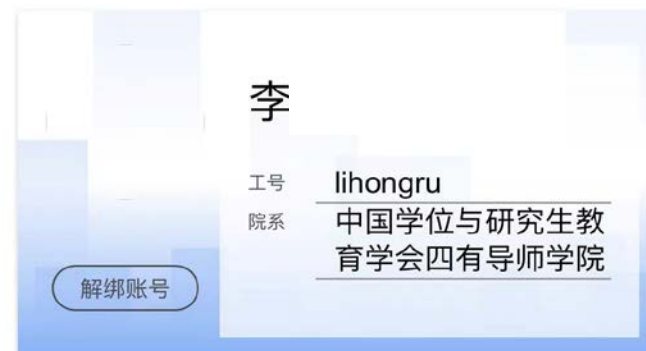 李
工号 lihongru
院系 中国学位与研究生教
育学会四有导师学院
解绑账号